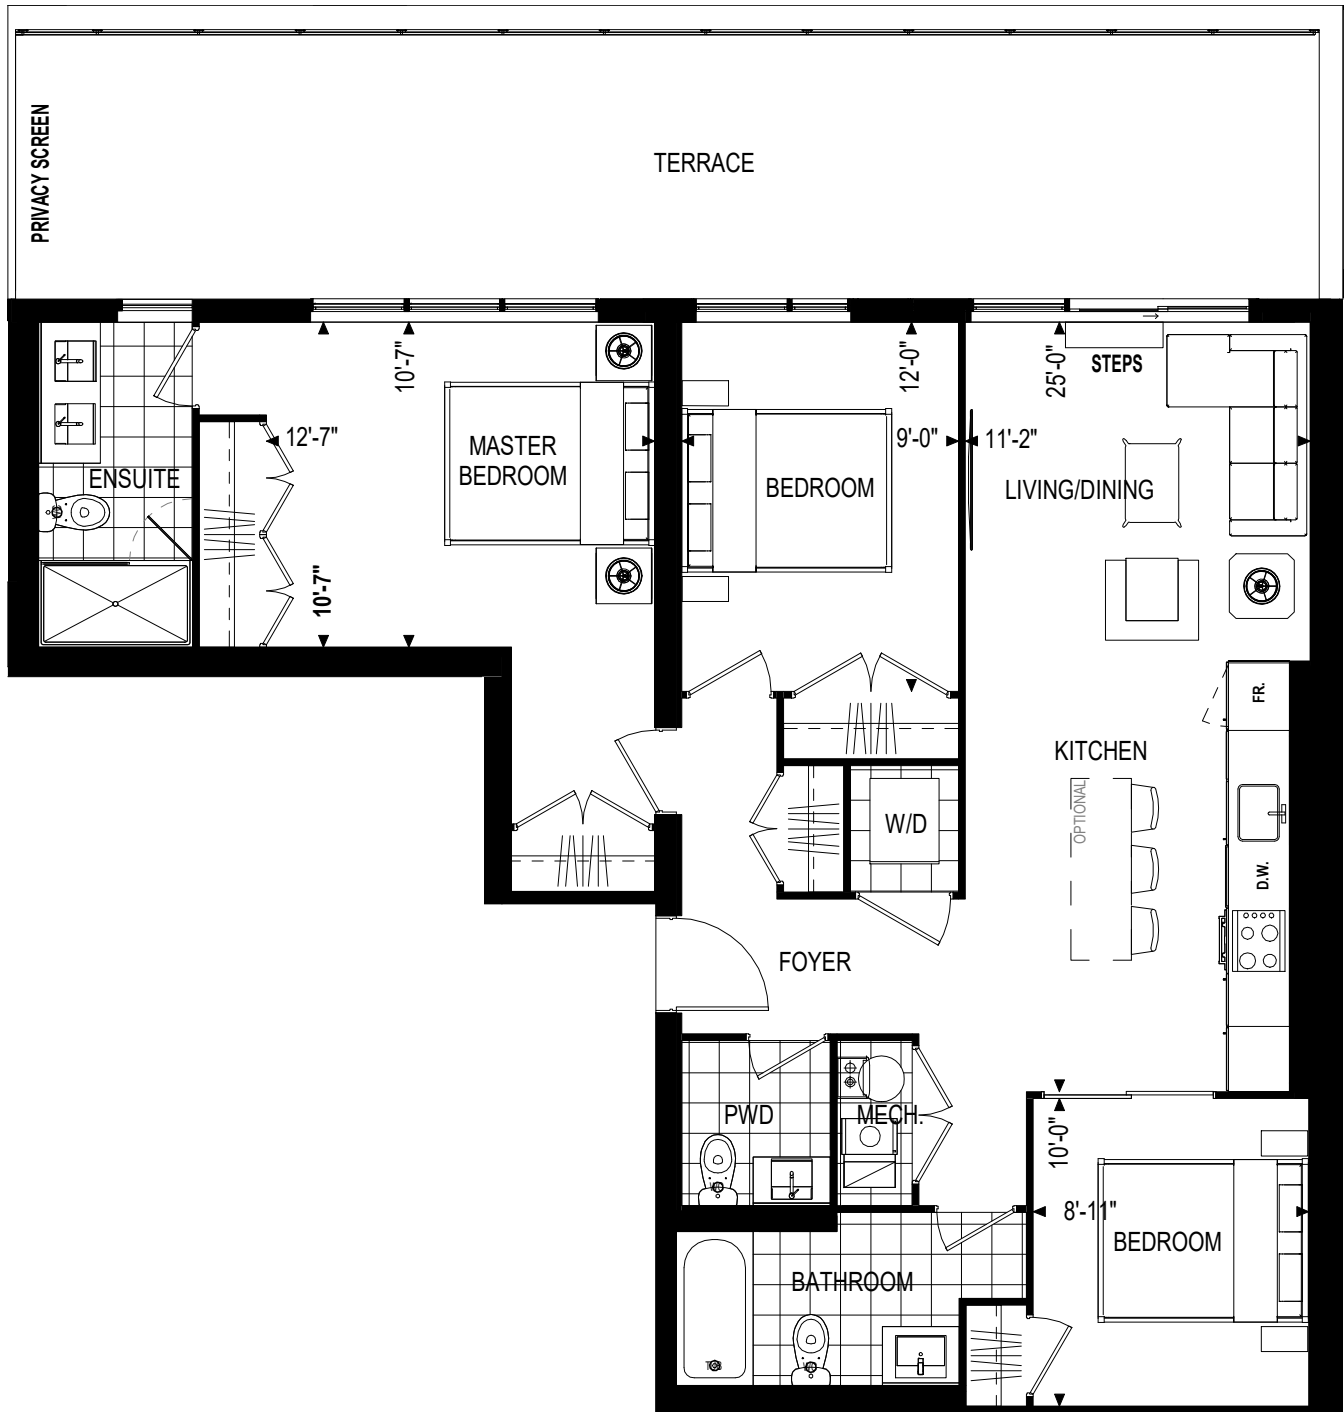 PRIVACY SCREEN
TERRACE
10'-7"
12'-0"
25'-0"
STEPS
12'-7"
MASTER
BEDROOM
9'-0"
11'-2"
ENSUITE
BEDROOM
LIVING/DINING
10'-7"
FR.
KITCHEN
OPTIONAL
W/D
D.W.
FOYER
PWD
MECH.
10'-0"
8'-11"
BEDROOM
BATHROOM